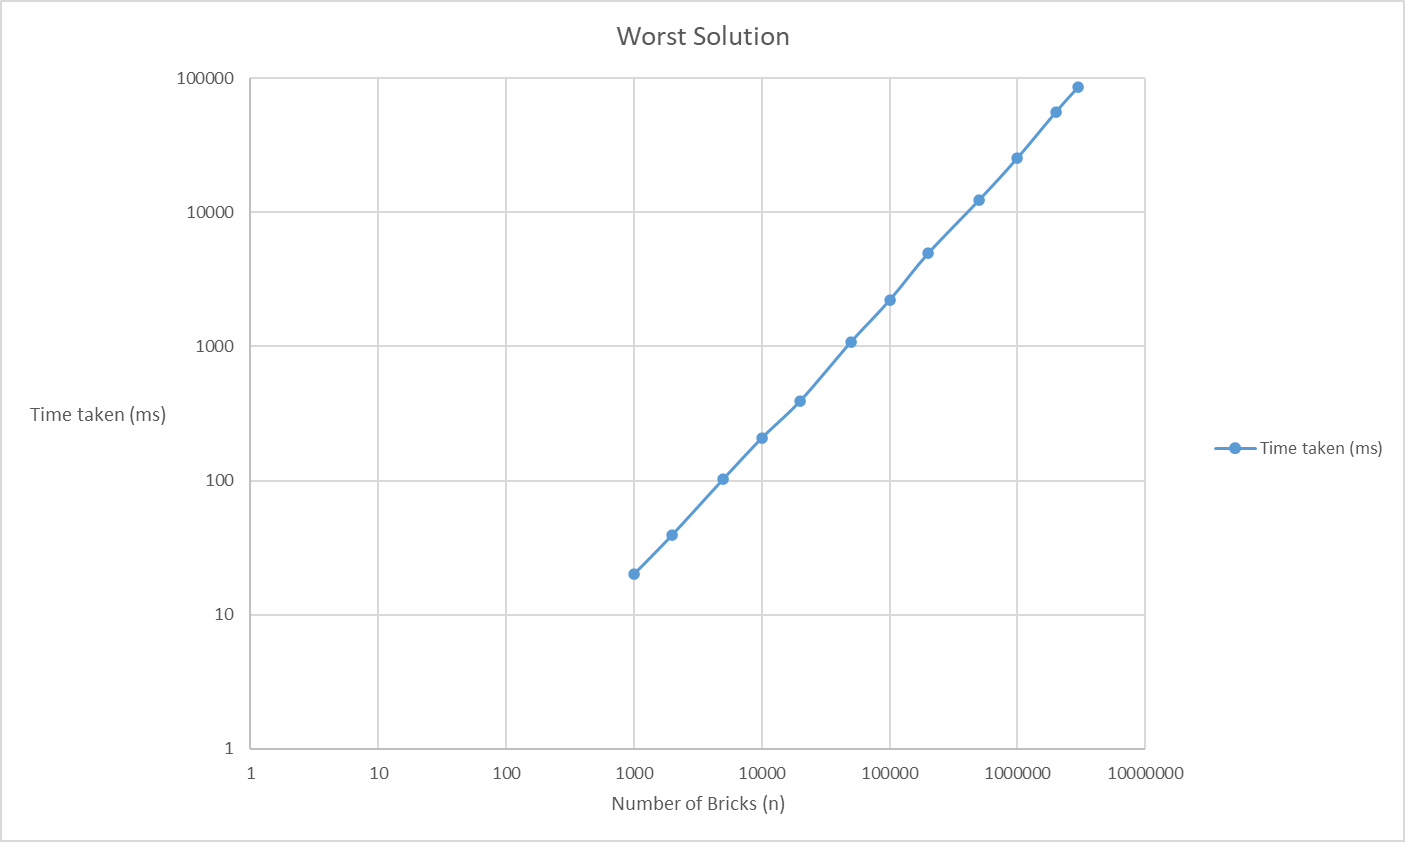 Worst Solution
100000
10000
1000
100
10
1
Time taken (ms)
1 10 100 1000 10000 100000 1000000 10000000
Number of Bricks (n)
Time taken (ms)